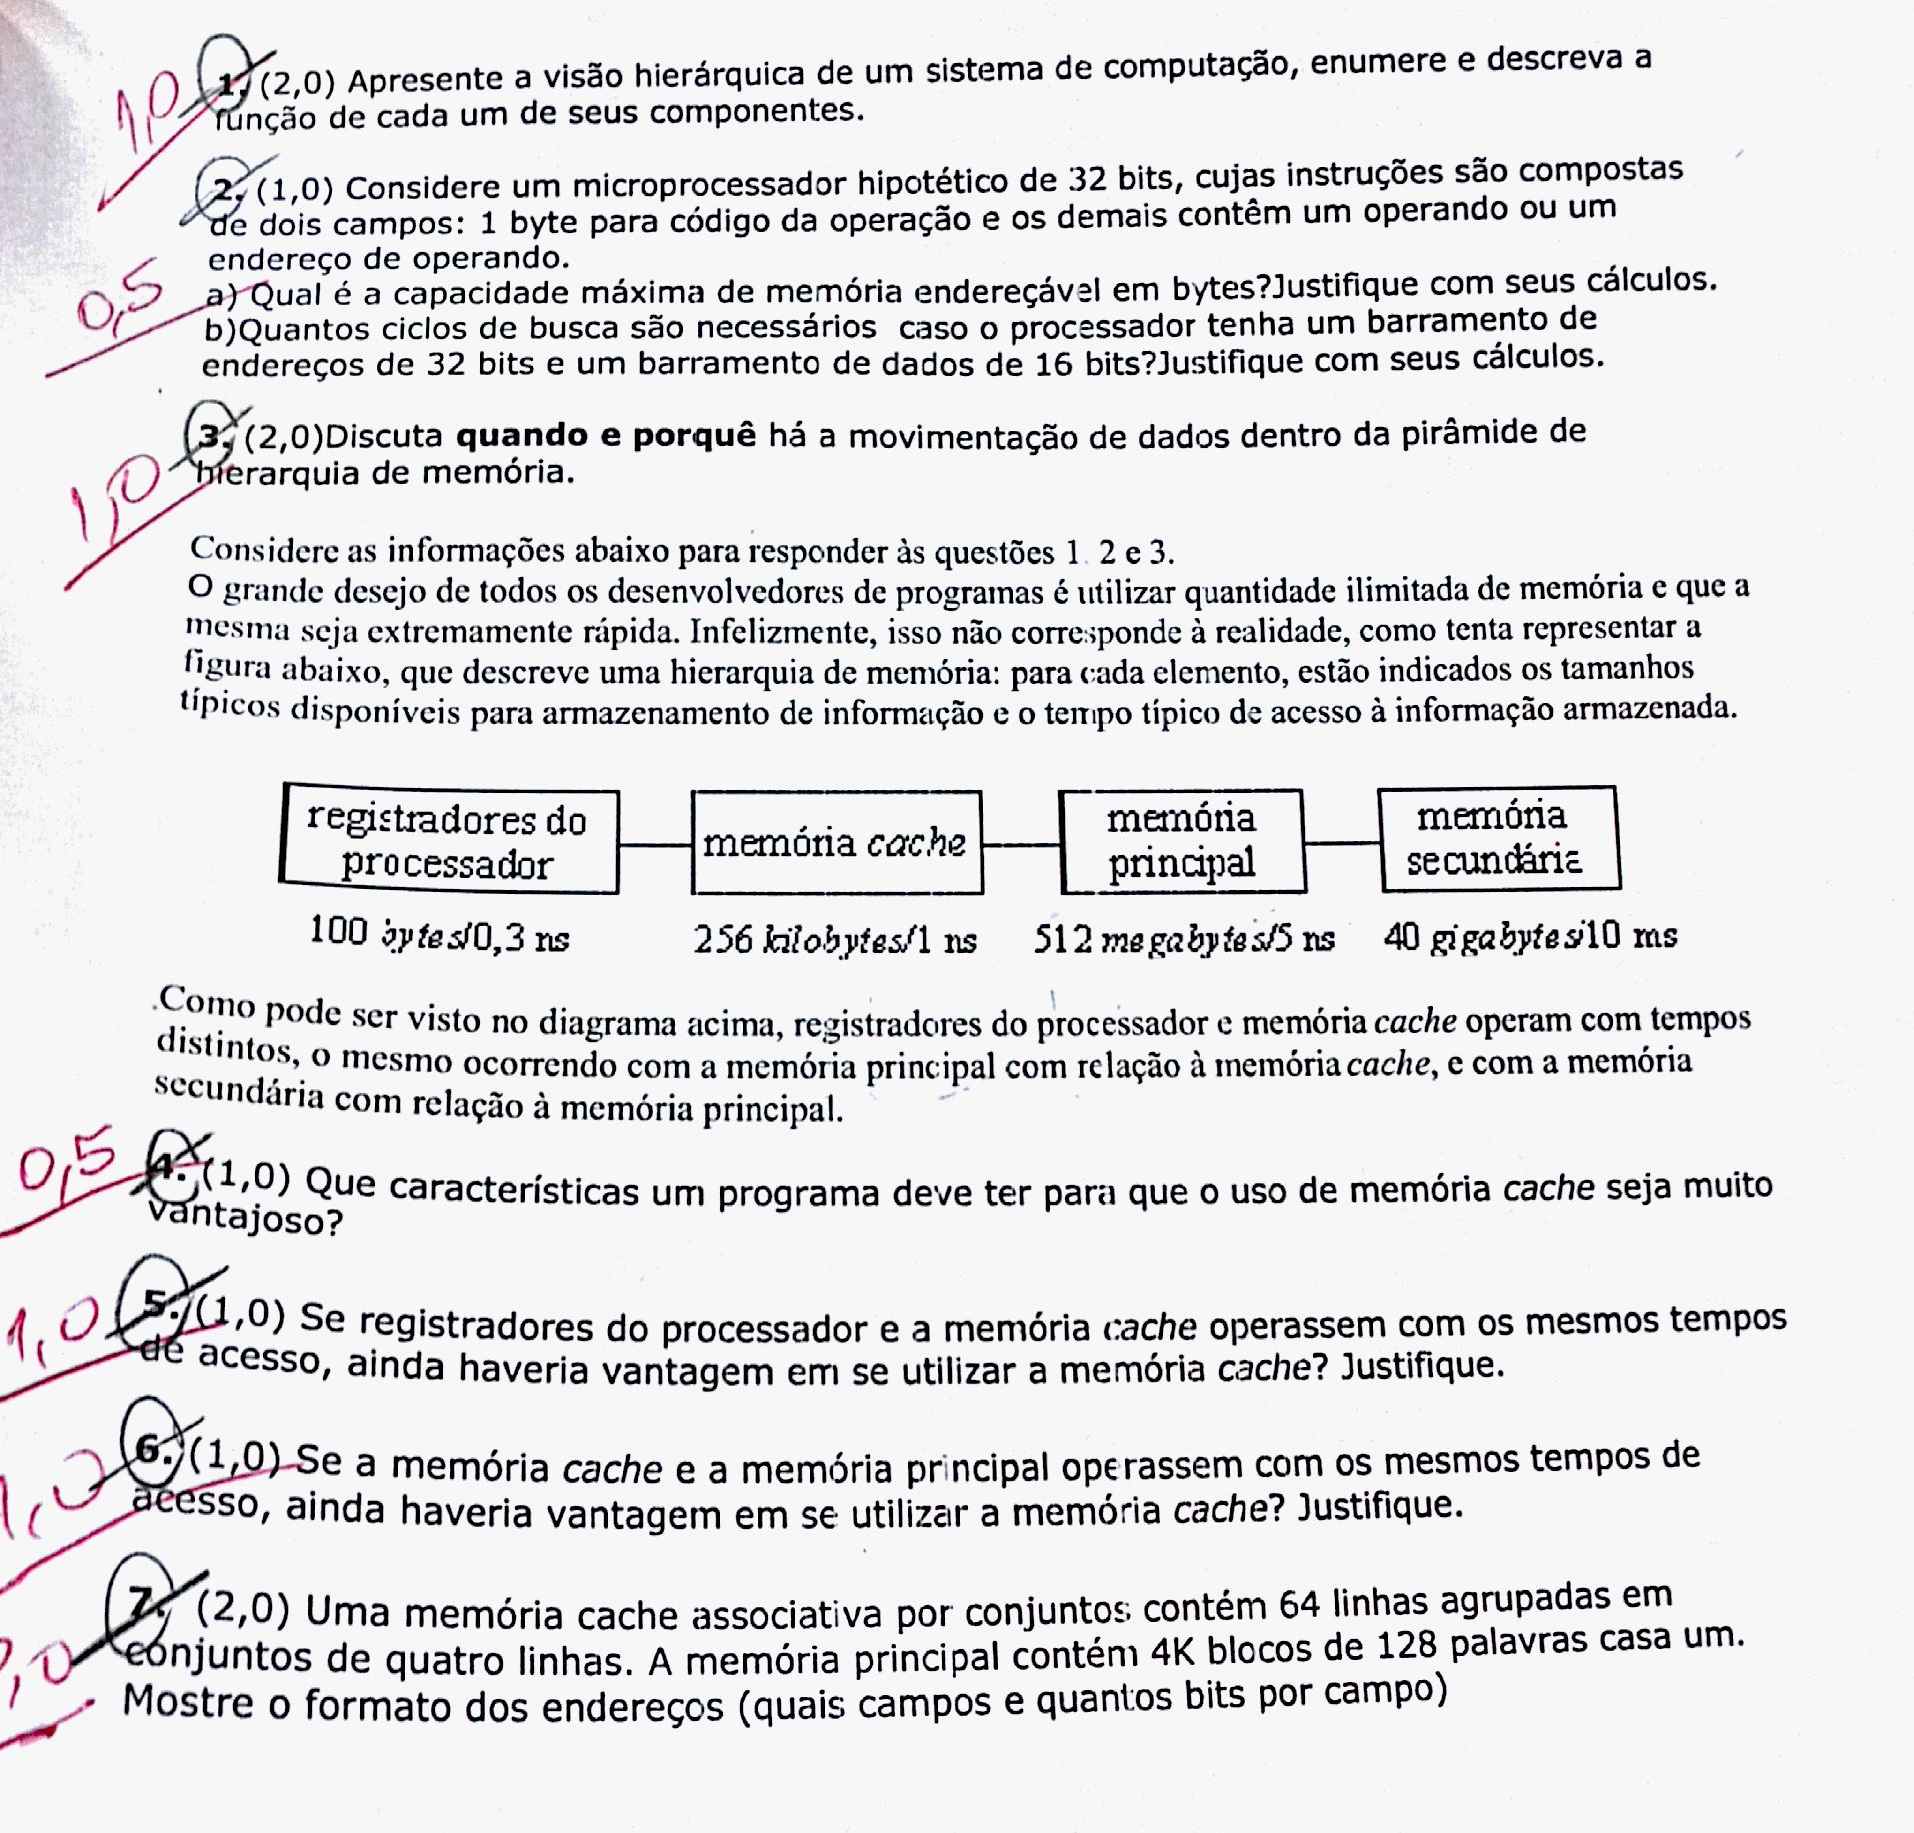 1,0
1. (2,0) Apresente a visão hierárquica de um sistema de computação, enumere e descreva a
função de cada um de seus componentes.
2. (1,0) Considere um microprocessador hipotético de 32 bits, cujas instruções são compostas
de dois campos: 1 byte para código da operação e os demais contêm um operando ou um
endereço de operando.
0,5
a) Qual é a capacidade máxima de memória endereçável em bytes?Justifique com seus cálculos.
b)Quantos ciclos de busca são necessários caso o processador tenha um barramento de
endereços de 32 bits e um barramento de dados de 16 bits?Justifique com seus cálculos.
3. (2,0)Discuta quando e porquê há a movimentação de dados dentro da pirâmide de
1,0
hierarquia de memória.
Considere as informações abaixo para responder às questões 1. 2 e 3.
O grande desejo de todos os desenvolvedores de programas é utilizar quantidade ilimitada de memória e que a
mesma seja extremamente rápida. Infelizmente, isso não corresponde à realidade, como tenta representar a
figura abaixo, que descreve uma hierarquia de memória: para cada elemento, estão indicados os tamanhos
típicos disponíveis para armazenamento de informação e o tempo típico de acesso à informação armazenada.
registradores do
processador
memória cache
memória
principal
memória
secundária
100 bytes/0,3 ns
256 kilobytes/1 ns
512 megabytes/5 ns
40 gigabytes/10 ms
.Como pode ser visto no diagrama acima, registradores do processador e memória cache operam com tempos
distintos, o mesmo ocorrendo com a memória principal com relação à memória cache, e com a memória
secundária com relação à memória principal.
0,5
4. (1,0) Que características um programa deve ter para que o uso de memória cache seja muito
vantajoso?
1,0
5. (1,0) Se registradores do processador e a memória cache operassem com os mesmos tempos
de acesso, ainda haveria vantagem em se utilizar a memória cache? Justifique.
1,0
6. (1,0) Se a memória cache e a memória principal operassem com os mesmos tempos de
acesso, ainda haveria vantagem em se utilizar a memória cache? Justifique.
7. (2,0) Uma memória cache associativa por conjuntos contém 64 linhas agrupadas em
conjuntos de quatro linhas. A memória principal contém 4K blocos de 128 palavras casa um.
Mostre o formato dos endereços (quais campos e quantos bits por campo)